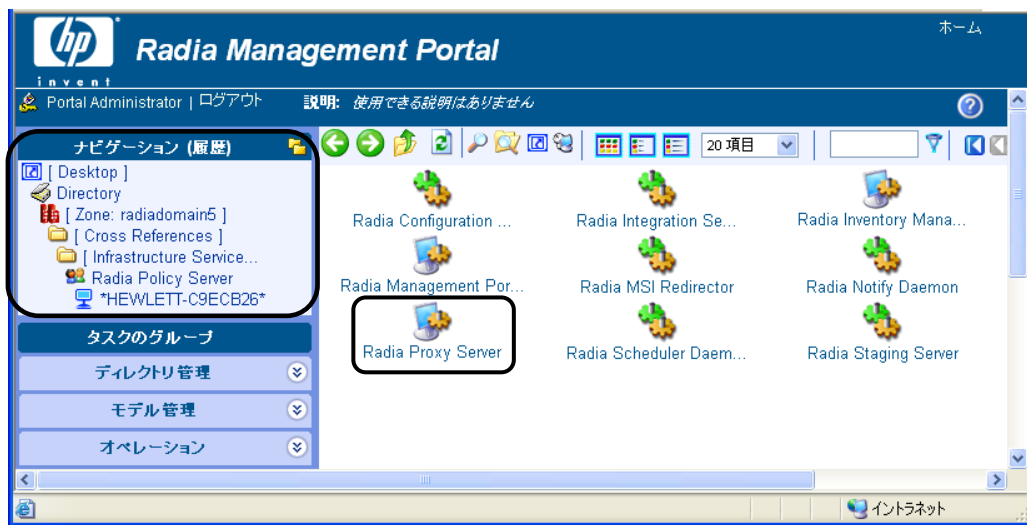 ホーム
hp
invent
Radia Management Portal
Portal Administrator | ログアウト
説明: 使用できる説明はありません
ナビゲーション (履歴)
[ Desktop ]
Directory
[ Zone: radiadomain5 ]
[ Cross References ]
[ Infrastructure Service...
Radia Policy Server
*HEWLETT-C9ECB26*
タスクのグループ
ディレクトリ管理
モデル管理
オペレーション
20 項目
Radia Configuration ...
Radia Integration Se...
Radia Inventory Mana...
Radia Management Por...
Radia MSI Redirector
Radia Notify Daemon
Radia Proxy Server
Radia Scheduler Daem...
Radia Staging Server
イントラネット